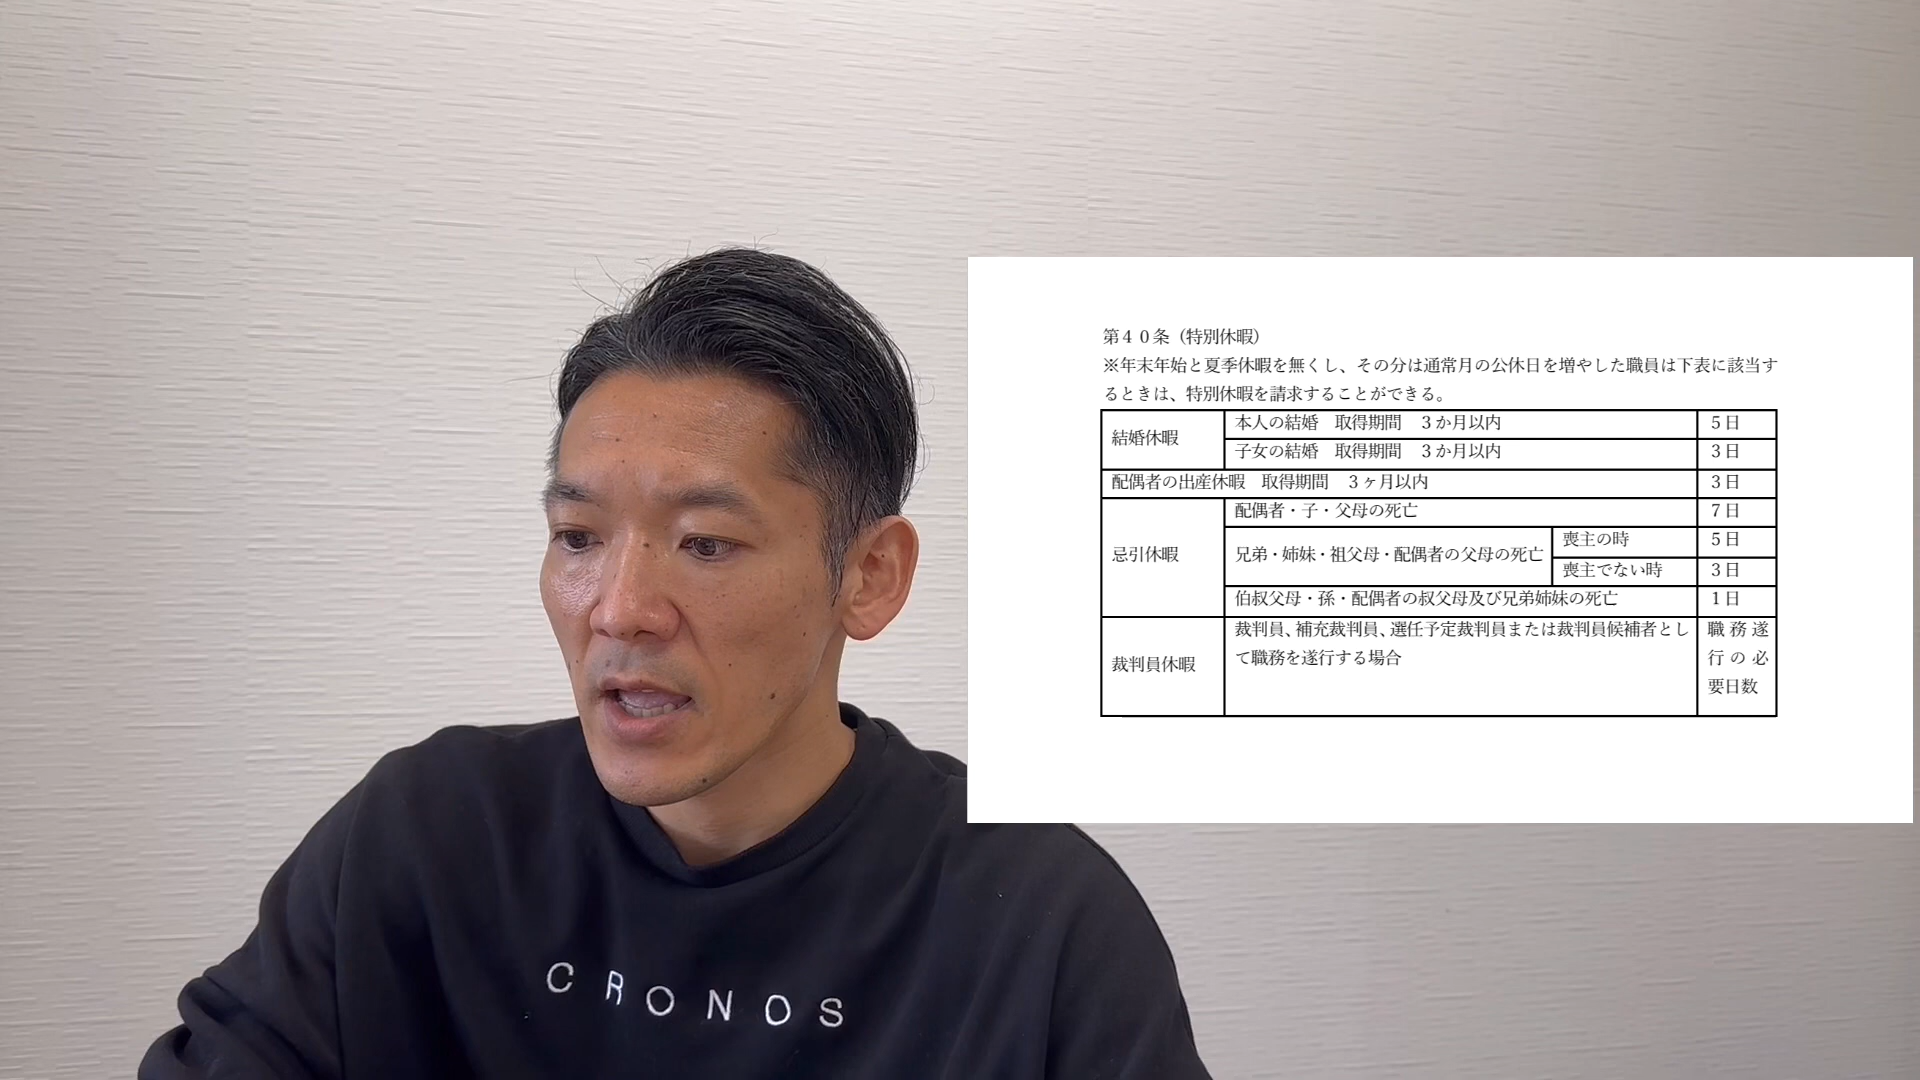 第４０条（特別休暇）
※年末年始と夏季休暇を無くし、その分は通常月の公休日を増やした職員は下表に該当す
るときは、特別休暇を請求することができる。
結婚休暇
本人の結婚　取得期間　３か月以内
５日
子女の結婚　取得期間　３か月以内
３日
配偶者の出産休暇　取得期間　３ヶ月以内
３日
忌引休暇
配偶者・子・父母の死亡
７日
兄弟・姉妹・祖父母・配偶者の父母の死亡
喪主の時
５日
喪主でない時
３日
伯叔父母・孫・配偶者の叔父母及び兄弟姉妹の死亡
１日
裁判員休暇
裁判員、補充裁判員、選任予定裁判員または裁判員候補者とし
て職務を遂行する場合
職務遂
行の必
要日数
CRONOS